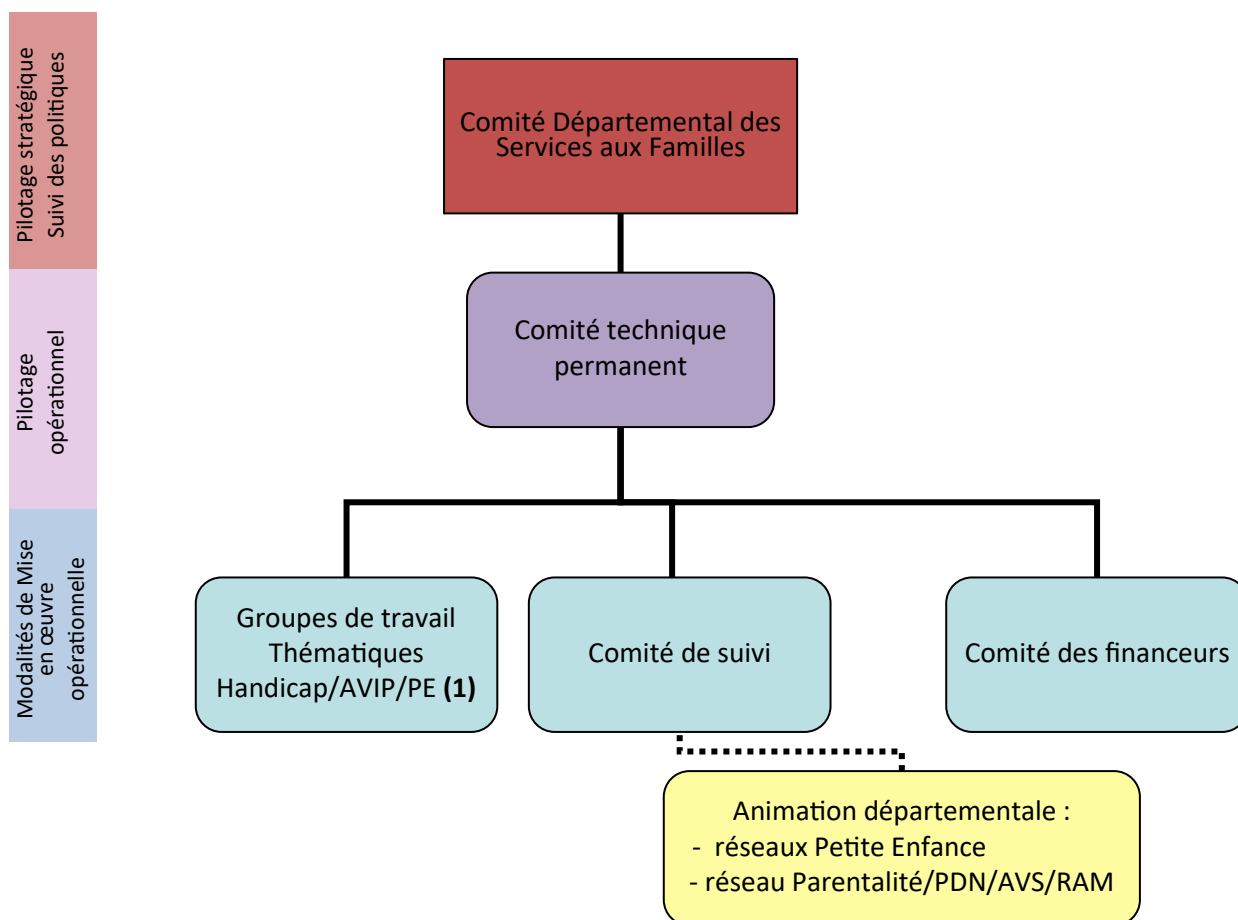 Pilotage stratégique
Suivi des politiques
Comité Départemental des
Services aux Familles
Pilotage
opérationnel
Comité technique
permanent
Modalités de Mise
en œuvre
opérationnelle
Groupes de travail
Thématiques
Handicap/AVIP/PE (1)
Comité de suivi
Comité des financeurs
Animation départementale :
- réseaux Petite Enfance
- réseau Parentalité/PDN/AVS/RAM